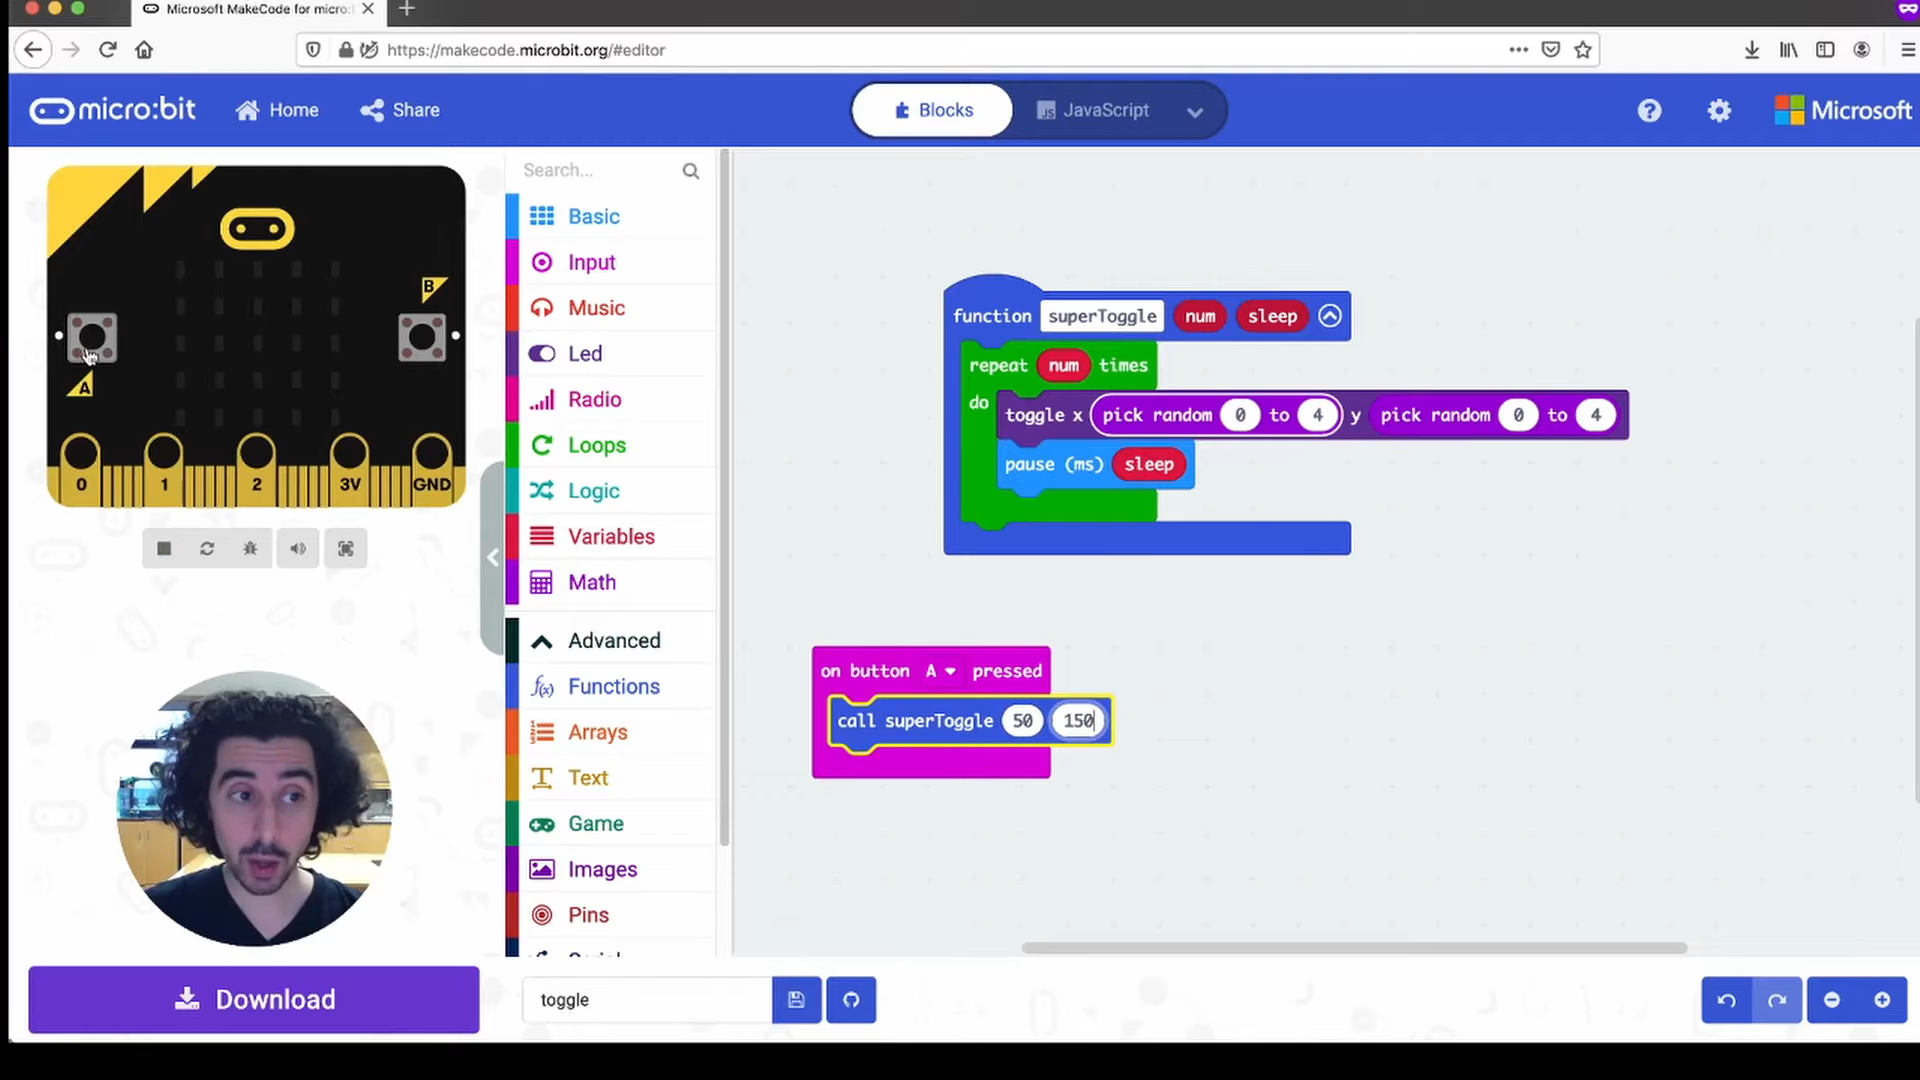 Microsoft MakeCode for micro:
https://makecode.microbit.org/#editor
micro:bit
Home
Share
Blocks
JavaScript
Microsoft
Search...
Basic
Input
Music
Led
Radio
Loops
Logic
Variables
Math
Advanced
Functions
Arrays
Text
Game
Images
Pins
B
A
0
1
2
3V
GND
function superToggle num sleep
repeat num times
do toggle x pick random 0 to 4 y pick random 0 to 4
pause (ms) sleep
on button A pressed
call superToggle 50 150
Download
toggle